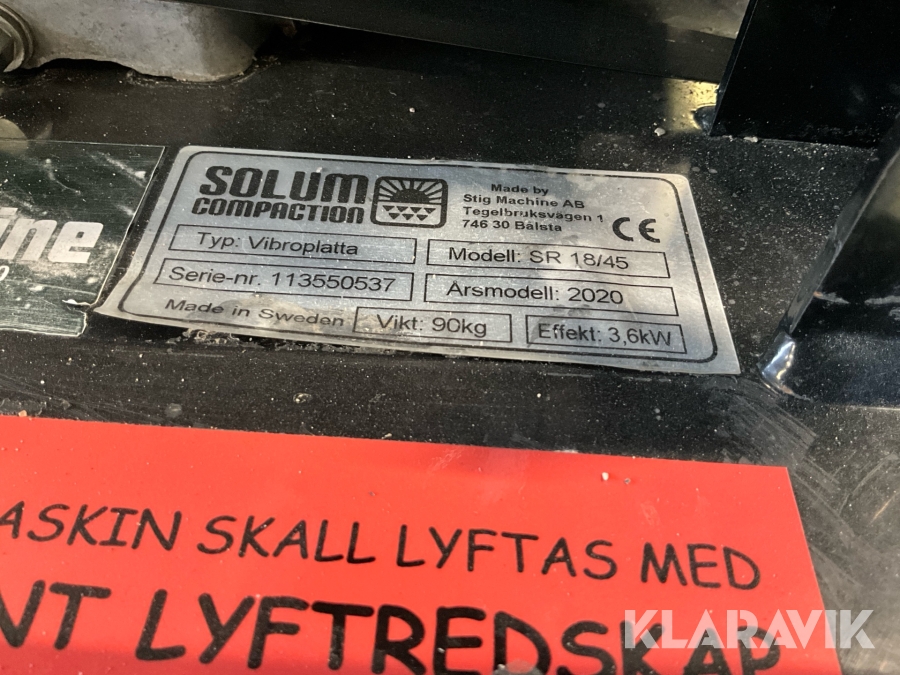 SOLUM
COMPACTION
Made by
Stig Machine AB
Tegelbruksvägen 1
746 30 Bålsta
CE
Typ: Vibroplatta
Modell: SR 18/45
Serie-nr. 113550537
Årsmodell: 2020
Made in Sweden
Vikt: 90kg
Effekt: 3,6kW
ine
ASKIN SKALL LYFTAS MED
NT LYFTREDSKAP
KLARAVIK